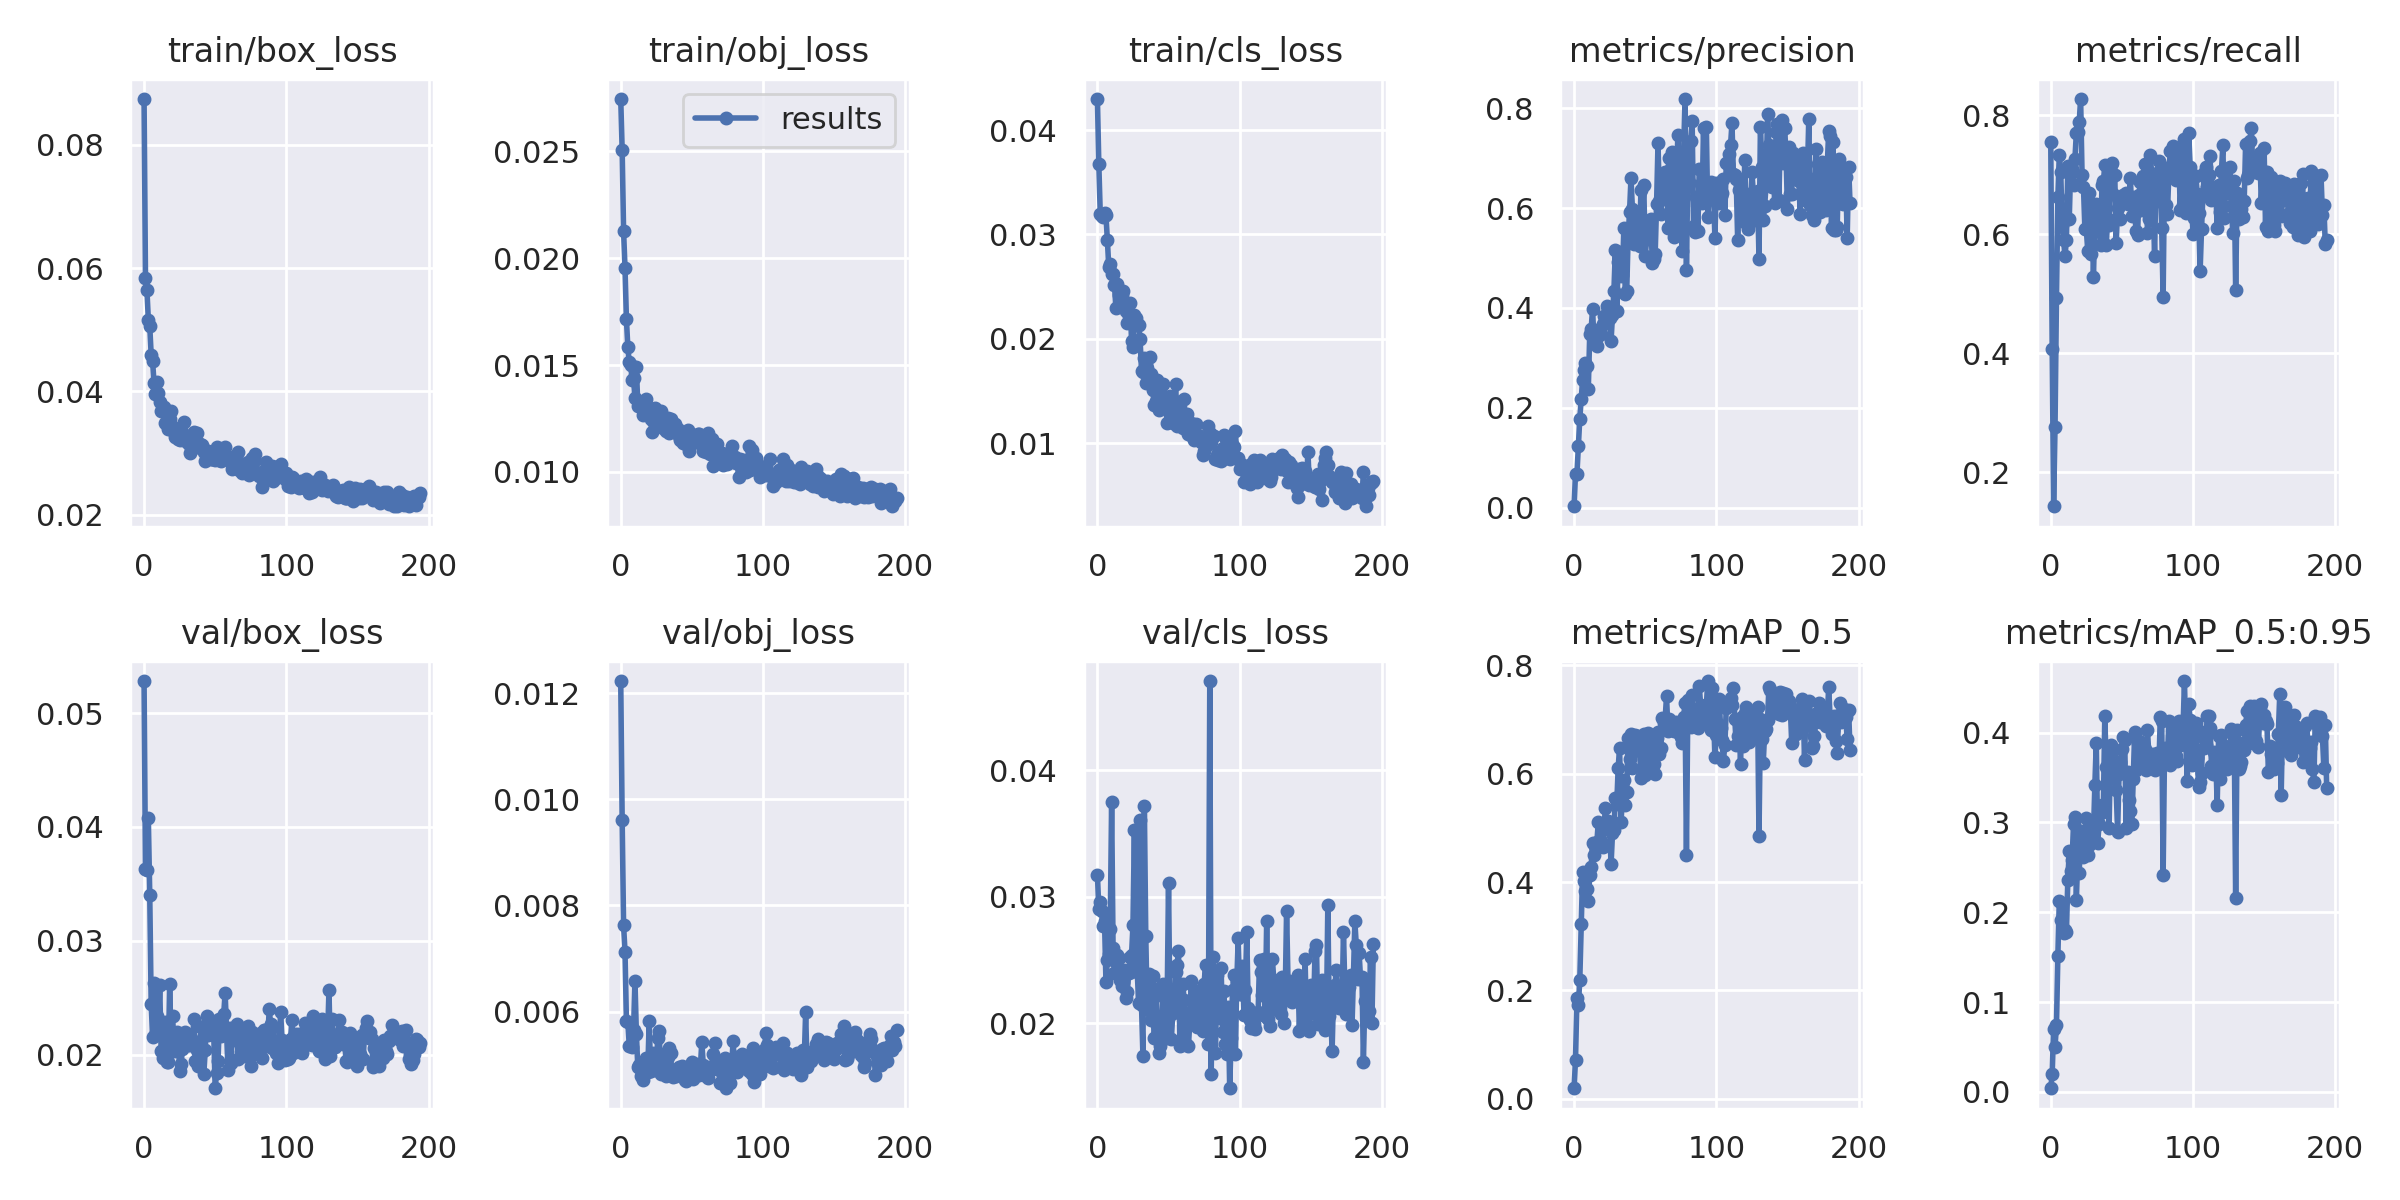 train/box_loss
0.08
0.06
0.04
0.02
0 100 200
train/obj_loss
results
0.025
0.020
0.015
0.010
0 100 200
train/cls_loss
0.04
0.03
0.02
0.01
0 100 200
metrics/precision
0.8
0.6
0.4
0.2
0.0
0 100 200
metrics/recall
0.8
0.6
0.4
0.2
0 100 200
val/box_loss
0.05
0.04
0.03
0.02
0 100 200
val/obj_loss
0.012
0.010
0.008
0.006
0 100 200
val/cls_loss
0.04
0.03
0.02
0 100 200
metrics/mAP_0.5
0.8
0.6
0.4
0.2
0.0
0 100 200
metrics/mAP_0.5:0.95
0.4
0.3
0.2
0.1
0.0
0 100 200